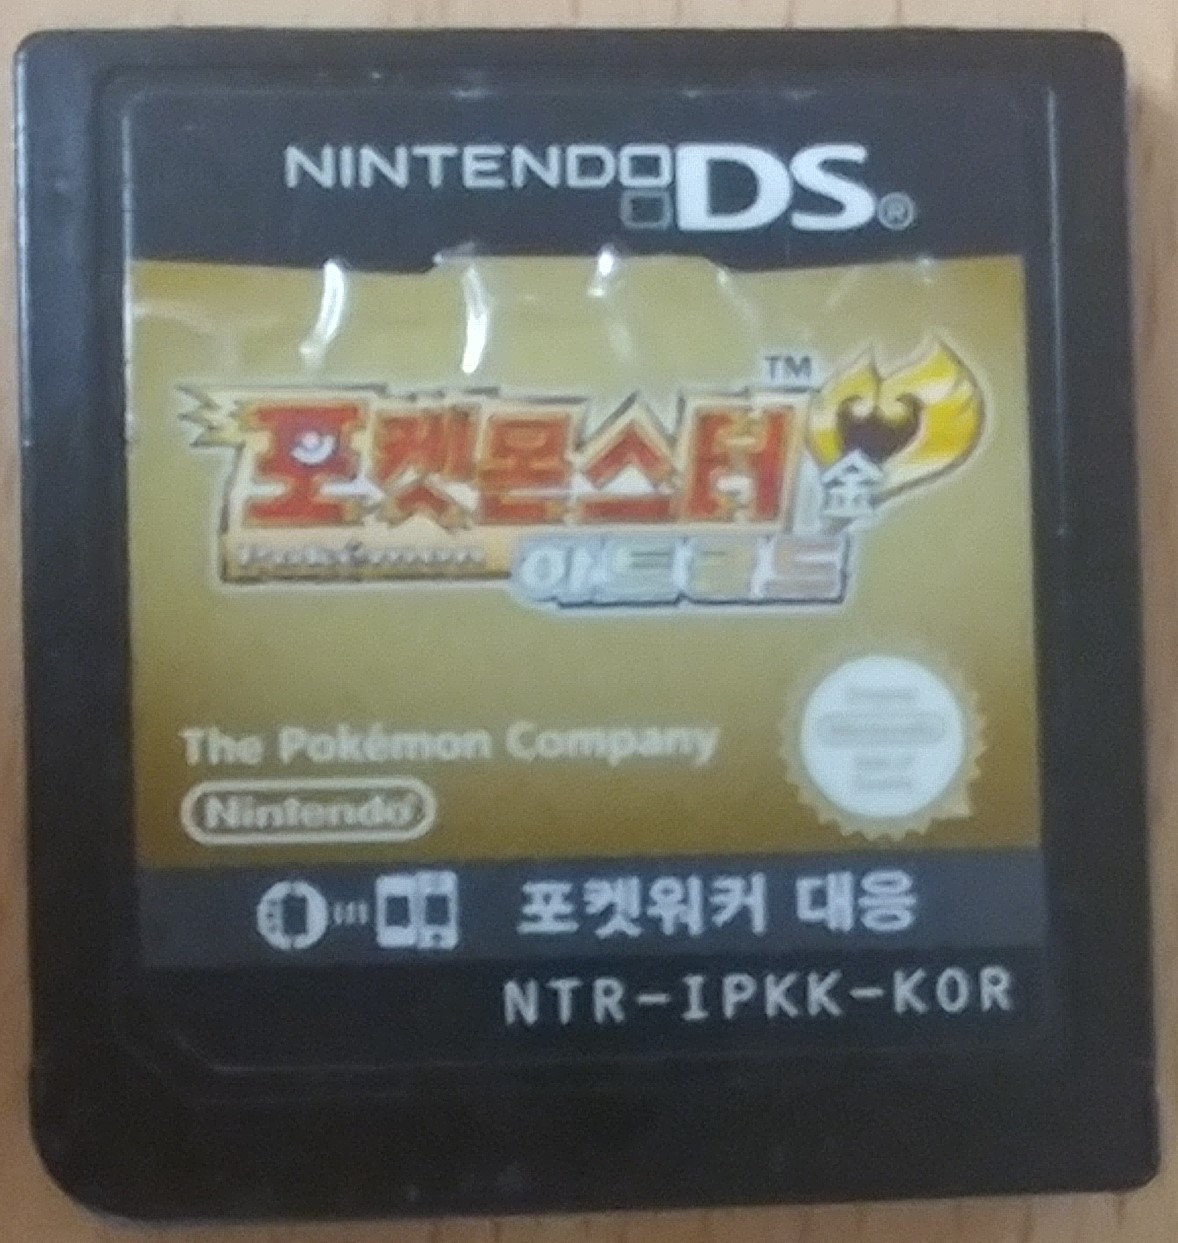 NINTENDO DS®
TM
포켓몬스터 金
Pokémon 하트골드
The Pokémon Company
Nintendo®
포켓워커 대응
NTR-IPKK-KOR